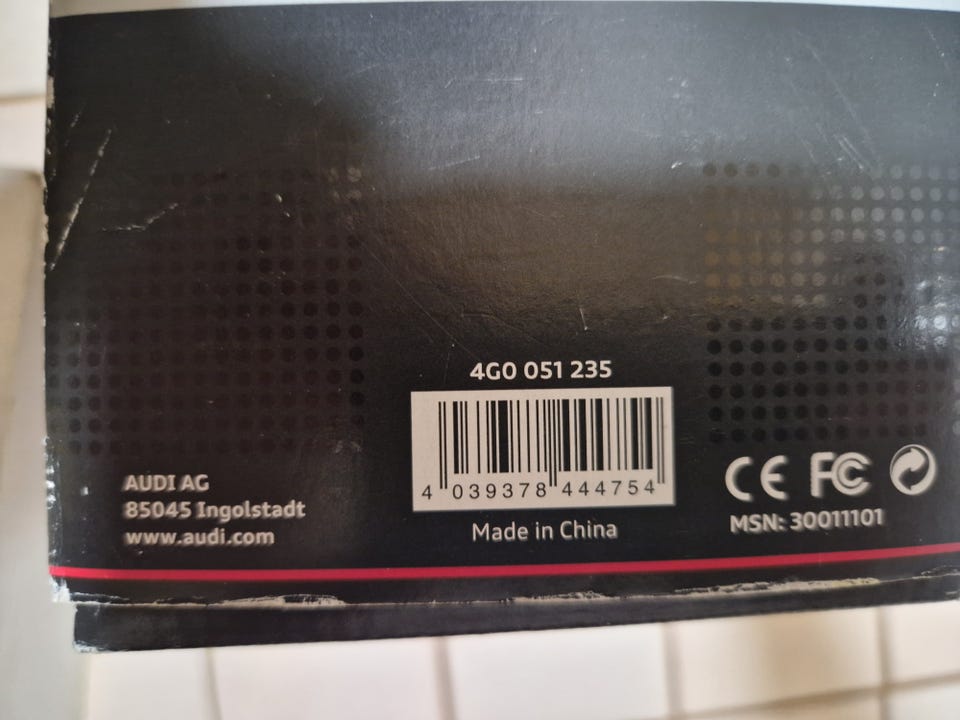 4G0 051 235
4 039378 444754
Made in China
AUDI AG
85045 Ingolstadt
www.audi.com
CE FC
MSN: 30011101